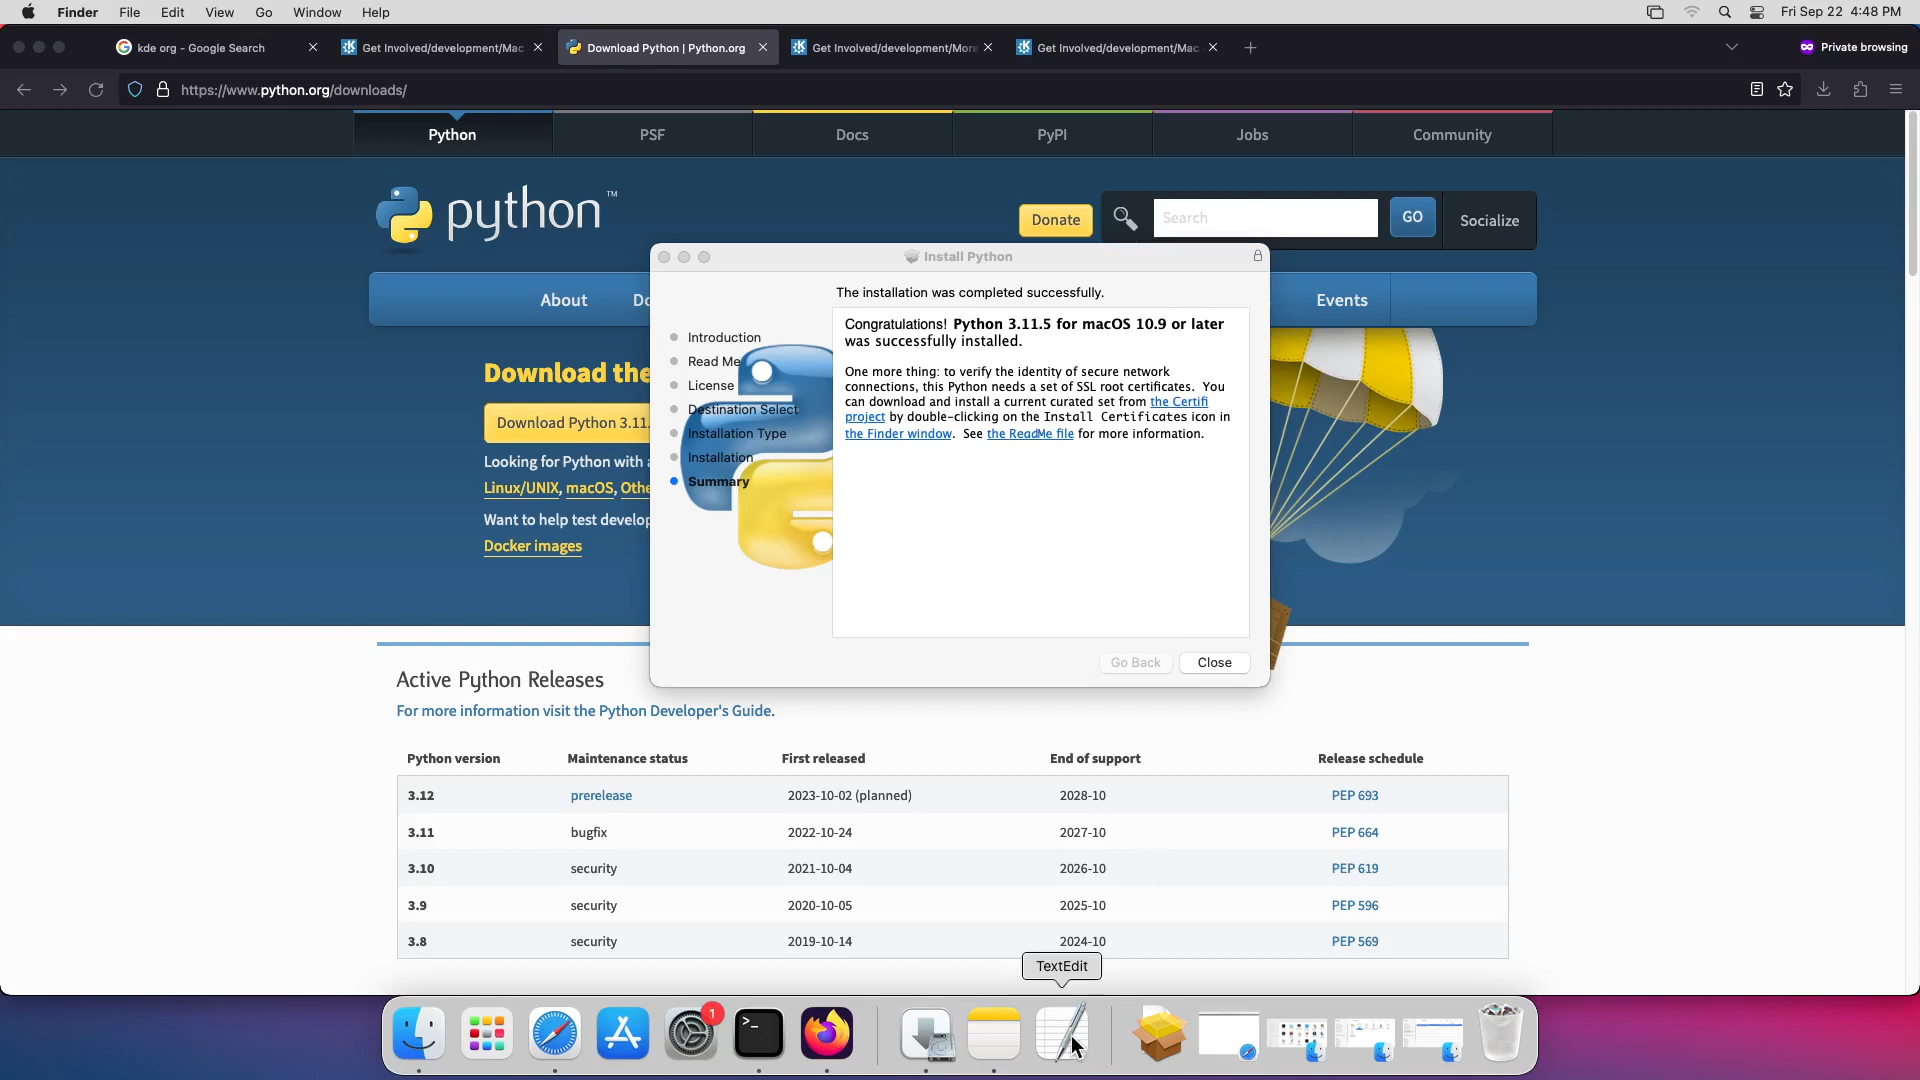 Finder File Edit View Go Window Help Fri Sep 22 4:48 PM
kde org - Google Search Get Involved/development/Mac Download Python | Python.org Get Involved/development/More Get Involved/development/Mac Private browsing
https://www.python.org/downloads/
Python PSF Docs PyPI Jobs Community
python™
Donate Search GO Socialize
About Do Events
Download the
Download Python 3.11.
Looking for Python with a
Linux/UNIX, macOS, Othe
Want to help test develop
Docker images
Install Python
The installation was completed successfully.
Introduction
Read Me
License
Destination Select
Installation Type
Installation
Summary
Congratulations! Python 3.11.5 for macOS 10.9 or later
was successfully installed.
One more thing: to verify the identity of secure network
connections, this Python needs a set of SSL root certificates. You
can download and install a current curated set from the Certifi
project by double-clicking on the Install Certificates icon in
the Finder window. See the ReadMe file for more information.
Go Back Close
Active Python Releases
For more information visit the Python Developer's Guide.
Python version Maintenance status First released End of support Release schedule
3.12 prerelease 2023-10-02 (planned) 2028-10 PEP 693
3.11 bugfix 2022-10-24 2027-10 PEP 664
3.10 security 2021-10-04 2026-10 PEP 619
3.9 security 2020-10-05 2025-10 PEP 596
3.8 security 2019-10-14 2024-10 PEP 569
TextEdit
1